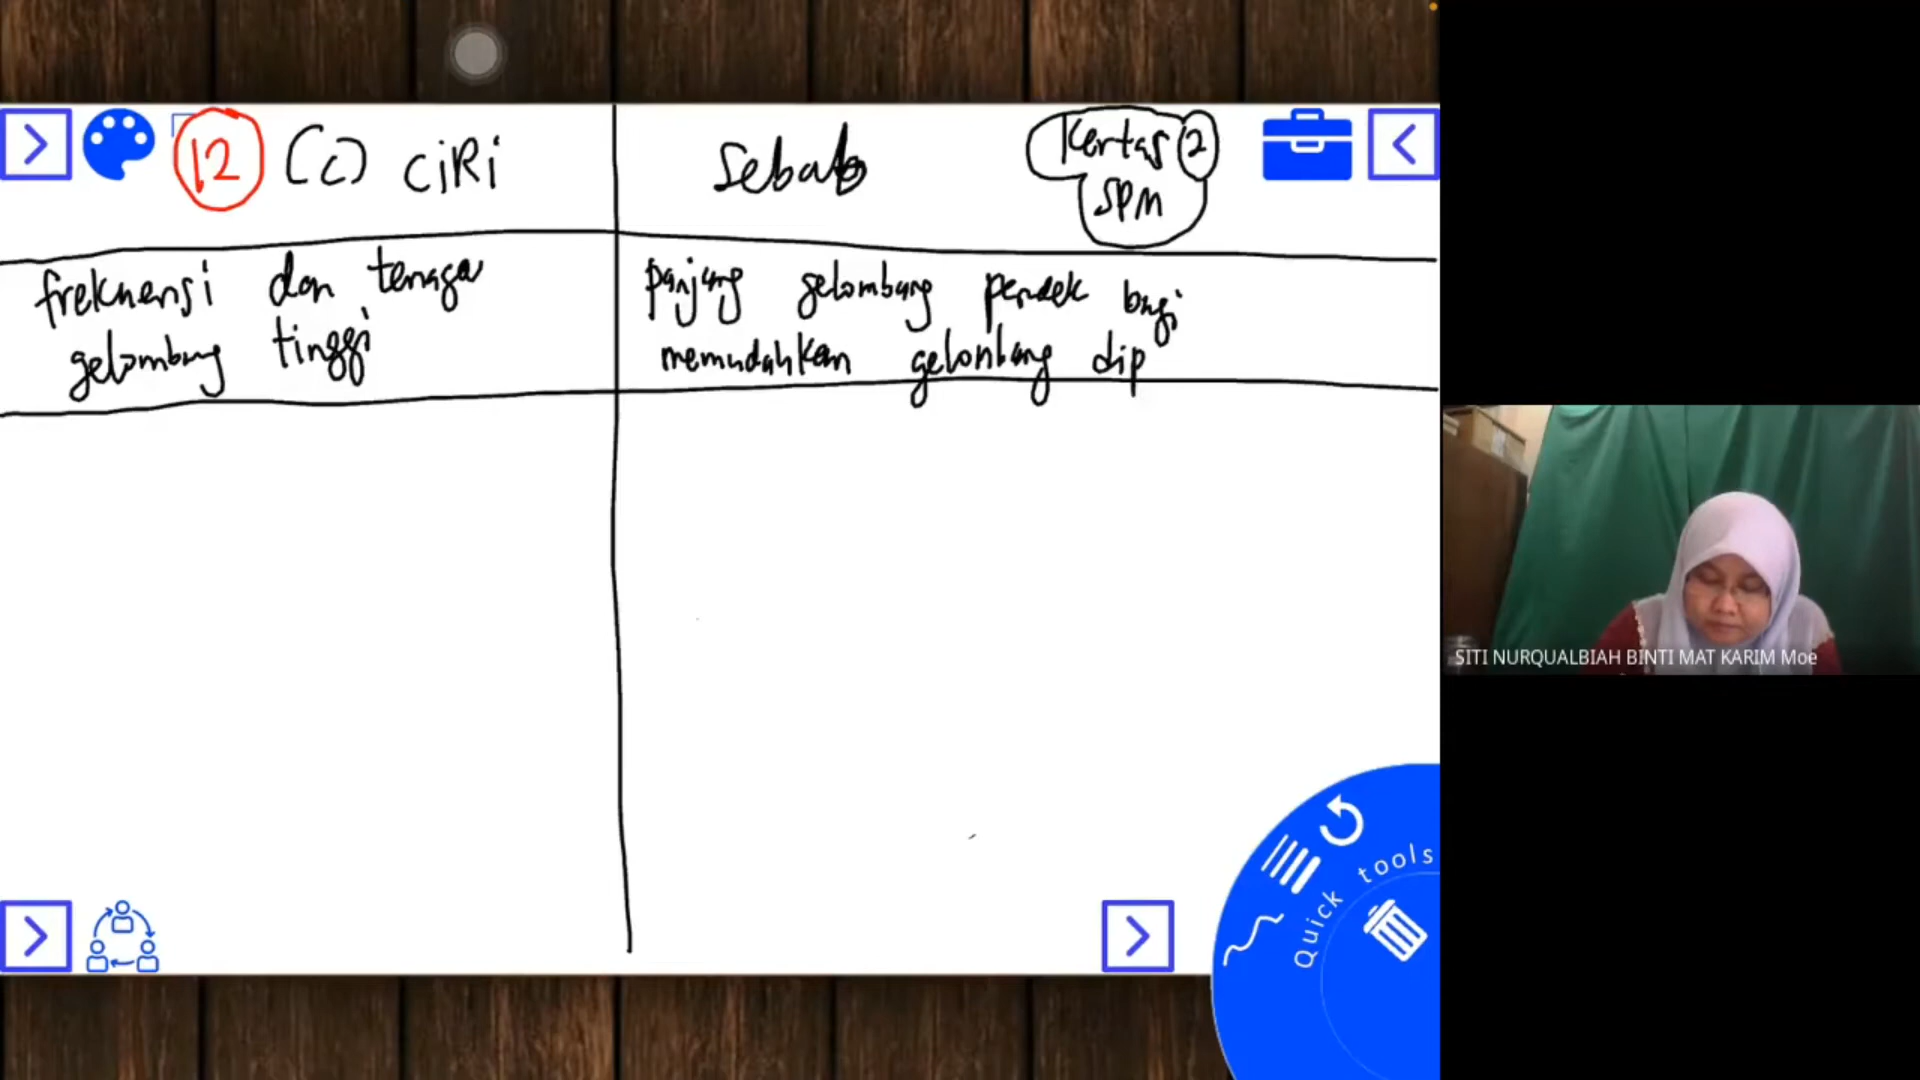 12 (c) ciRi
Sebab
Kertas 2
SPM
frekuensi dan tenaga
gelombang tinggi
panjang gelombang pendek bagi
memudahkan gelombang dip
SITI NURQUALBIAH BINTI MAT KARIM Moe
Quick tools